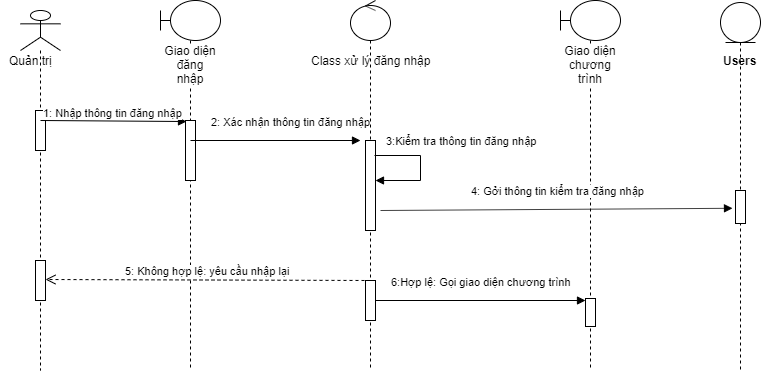 Quản trị
Giao diện
đăng
nhập
Class xử lý đăng nhập
Giao diện
chương
trình
Users
1: Nhập thông tin đăng nhập
2: Xác nhận thông tin đăng nhập
3:Kiểm tra thông tin đăng nhập
4: Gởi thông tin kiểm tra đăng nhập
5: Không hợp lệ: yêu cầu nhập lại
6:Hợp lệ: Gọi giao diện chương trình